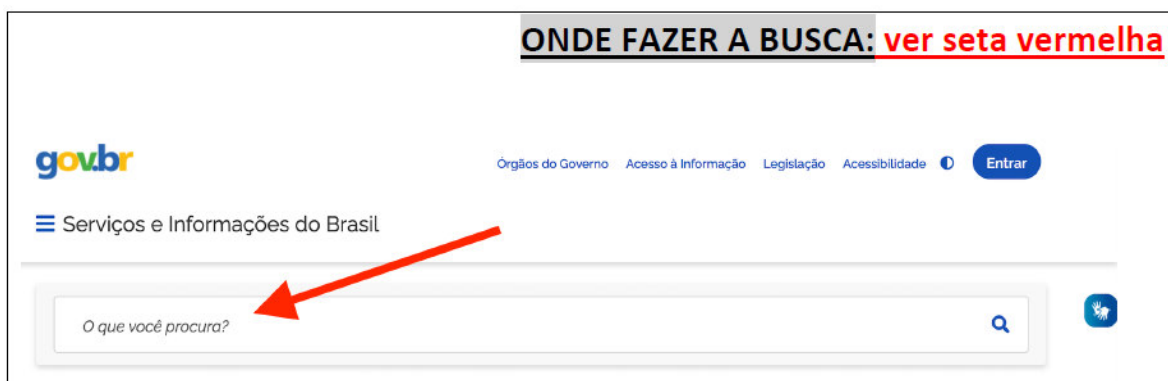 ONDE FAZER A BUSCA: ver seta vermelha
gov.br
Órgãos do Governo Acesso à Informação Legislação Acessibilidade Entrar
Serviços e Informações do Brasil
O que você procura?